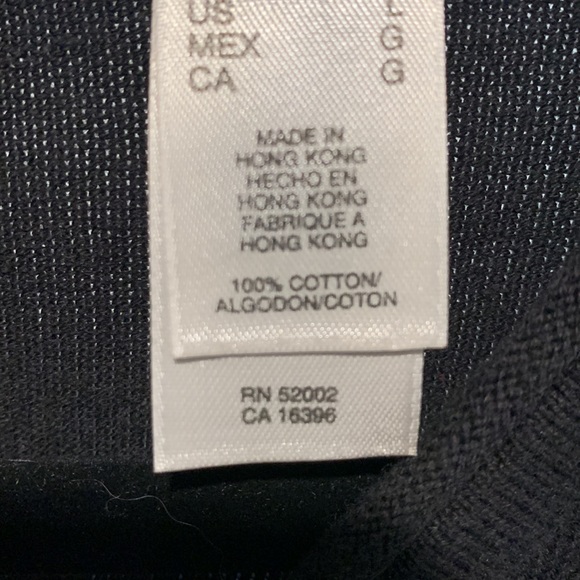 US L
MEX G
CA G
MADE IN
HONG KONG
HECHO EN
HONG KONG
FABRIQUE A
HONG KONG
100% COTTON/
ALGODON/COTON
RN 52002
CA 16396